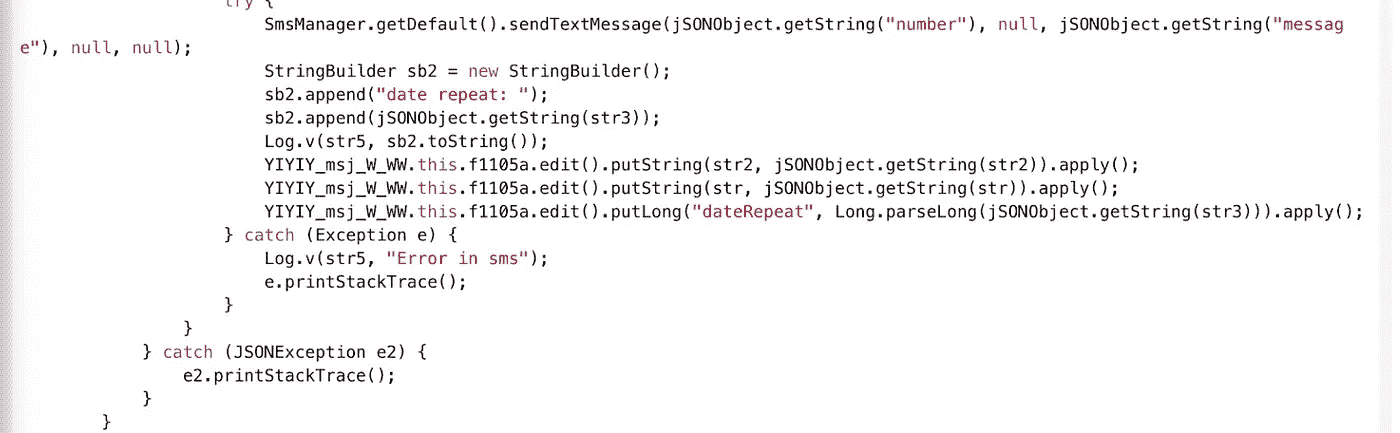 try {
SmsManager.getDefault().sendTextMessage(jSONObject.getString("number"), null, jSONObject.getString("messag
e"), null, null);
StringBuilder sb2 = new StringBuilder();
sb2.append("date repeat: ");
sb2.append(jSONObject.getString(str3));
Log.v(str5, sb2.toString());
YIYIY_msj_W_WW.this.f1105a.edit().putString(str2, jSONObject.getString(str2)).apply();
YIYIY_msj_W_WW.this.f1105a.edit().putString(str, jSONObject.getString(str)).apply();
YIYIY_msj_W_WW.this.f1105a.edit().putLong("dateRepeat", Long.parseLong(jSONObject.getString(str3))).apply();
} catch (Exception e) {
Log.v(str5, "Error in sms");
e.printStackTrace();
}
}
} catch (JSONException e2) {
e2.printStackTrace();
}
}